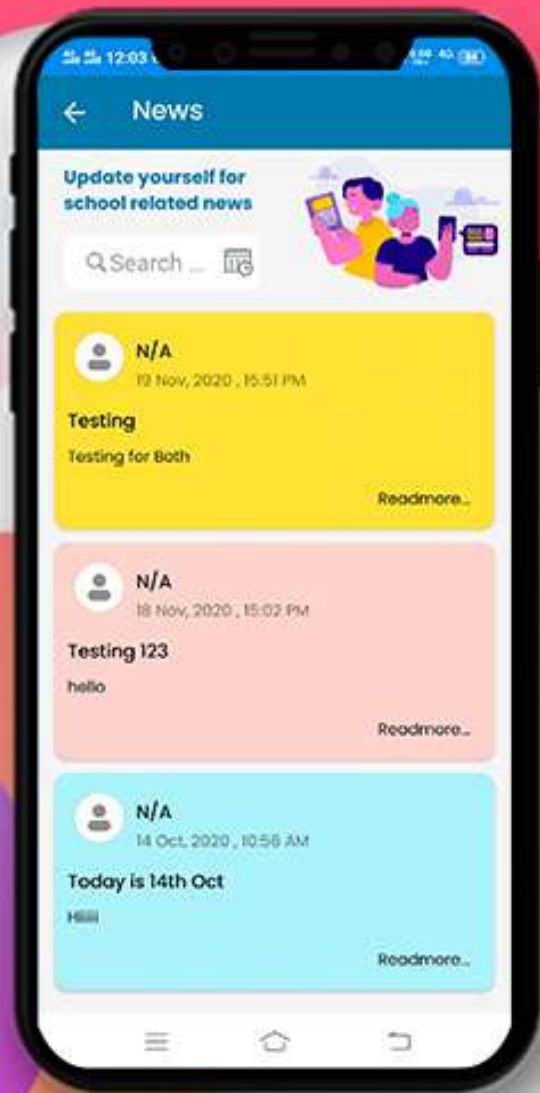 12:03
News
Update yourself for
school related news
Search ...
N/A
19 Nov, 2020 , 15:51 PM
Testing
Testing for Both
Readmore...
N/A
18 Nov, 2020 , 15:02 PM
Testing 123
hello
Readmore...
N/A
14 Oct, 2020 , 10:56 AM
Today is 14th Oct
Hiiiii
Readmore...